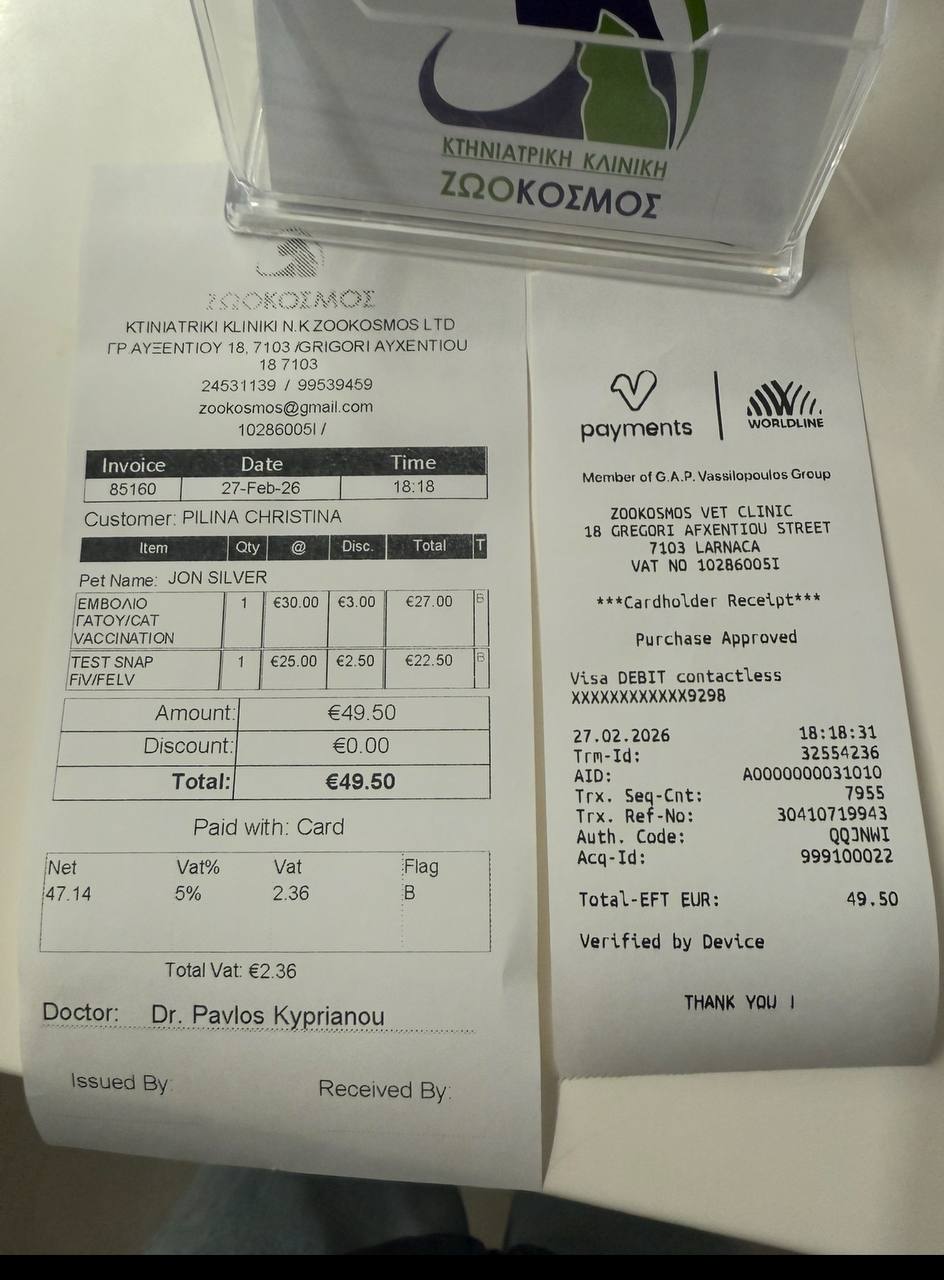 ΚΤΗΝΙΑΤΡΙΚΗ ΚΛΙΝΙΚΗ
ΖΩΟΚΟΣΜΟΣ
ΖΩΟΚΟΣΜΟΣ
KTINIATRIKI KLINIKI N.K ZOOKOSMOS LTD
ΓΡ ΑΥΞΕΝΤΙΟΥ 18, 7103 /GRIGORI AYXENTIOU
18 7103
24531139 / 99539459
zookosmos@gmail.com
10286005I /
Invoice Date Time
85160 27-Feb-26 18:18
Customer: PILINA CHRISTINA
Item Qty @ Disc. Total T
Pet Name: JON SILVER
ΕΜΒΟΛΙΟ 1 €30.00 €3.00 €27.00 B
ΓΑΤΟΥ/CAT
VACCINATION
TEST SNAP 1 €25.00 €2.50 €22.50 B
FiV/FELV
Amount: €49.50
Discount: €0.00
Total: €49.50
Paid with: Card
Net Vat% Vat Flag
47.14 5% 2.36 B
Total Vat: €2.36
Doctor: Dr. Pavlos Kyprianou
Issued By: Received By:
payments WORLDLINE
Member of G.A.P. Vassilopoulos Group
ZOOKOSMOS VET CLINIC
18 GREGORI AFXENTIOU STREET
7103 LARNACA
VAT NO 10286005I
***Cardholder Receipt***
Purchase Approved
Visa DEBIT contactless
XXXXXXXXXXXX9298
27.02.2026 18:18:31
Trm-Id: 32554236
AID: A0000000031010
Trx. Seq-Cnt: 7955
Trx. Ref-No: 30410719943
Auth. Code: QQJNWI
Acq-Id: 999100022
Total-EFT EUR: 49.50
Verified by Device
THANK YOU !